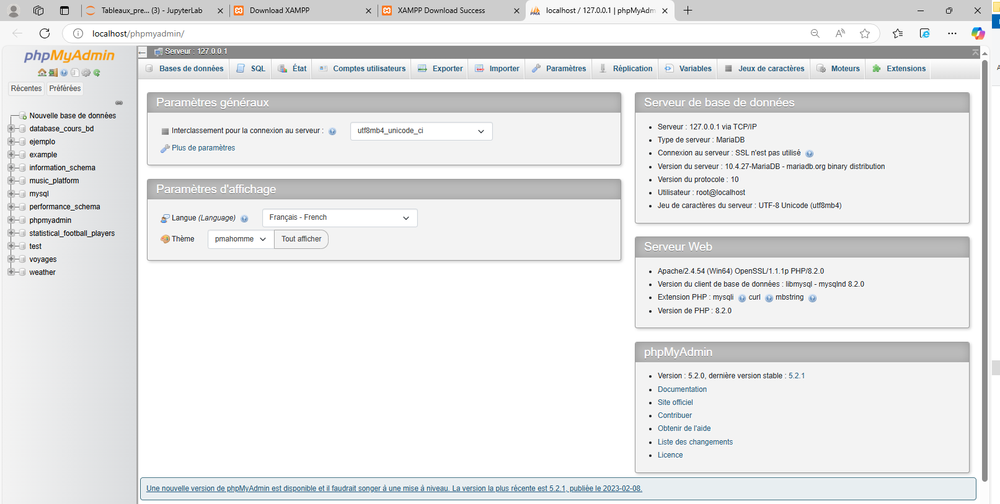 Tableaux_pre... (3) - JupyterLab
Download XAMPP
XAMPP Download Success
localhost / 127.0.0.1 | phpMyAdm
localhost/phpmyadmin/
phpMyAdmin
Récentes
Préférées
Nouvelle base de données
database_cours_bd
ejemplo
example
information_schema
music_platform
mysql
performance_schema
phpmyadmin
statistical_football_players
test
voyages
weather
Serveur : 127.0.0.1
Bases de données
SQL
État
Comptes utilisateurs
Exporter
Importer
Paramètres
Réplication
Variables
Jeux de caractères
Moteurs
Extensions
Paramètres généraux
Interclassement pour la connexion au serveur :
utf8mb4_unicode_ci
Plus de paramètres
Paramètres d'affichage
Langue (Language)
Français - French
Thème
pmahomme
Tout afficher
Serveur de base de données
Serveur : 127.0.0.1 via TCP/IP
Type de serveur : MariaDB
Connexion au serveur : SSL n'est pas utilisé
Version du serveur : 10.4.27-MariaDB - mariadb.org binary distribution
Version du protocole : 10
Utilisateur : root@localhost
Jeu de caractères du serveur : UTF-8 Unicode (utf8mb4)
Serveur Web
Apache/2.4.54 (Win64) OpenSSL/1.1.1p PHP/8.2.0
Version du client de base de données : libmysql - mysqlnd 8.2.0
Extension PHP : mysqli curl mbstring
Version de PHP : 8.2.0
phpMyAdmin
Version : 5.2.0, dernière version stable : 5.2.1
Documentation
Site officiel
Contribuer
Obtenir de l'aide
Liste des changements
Licence
Une nouvelle version de phpMyAdmin est disponible et il faudrait songer à une mise à niveau. La version la plus récente est 5.2.1, publiée le 2023-02-08.